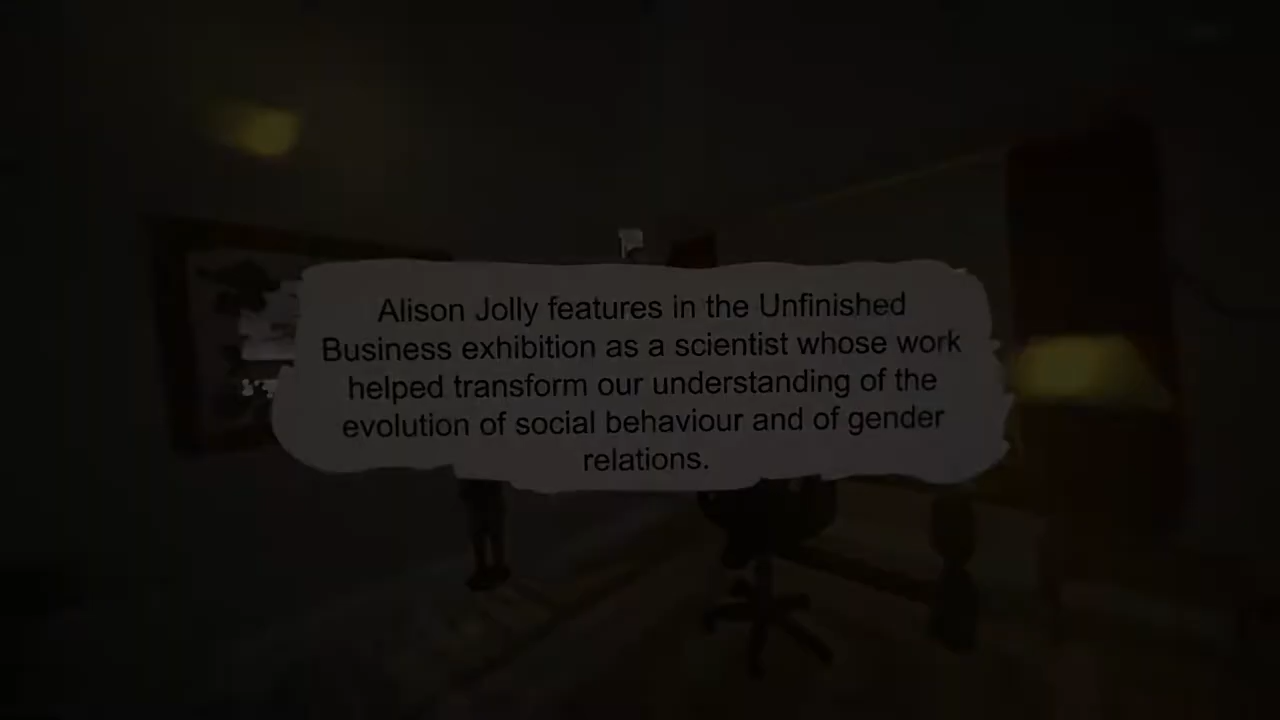 Alison Jolly features in the Unfinished
Business exhibition as a scientist whose work
helped transform our understanding of the
evolution of social behaviour and of gender
relations.